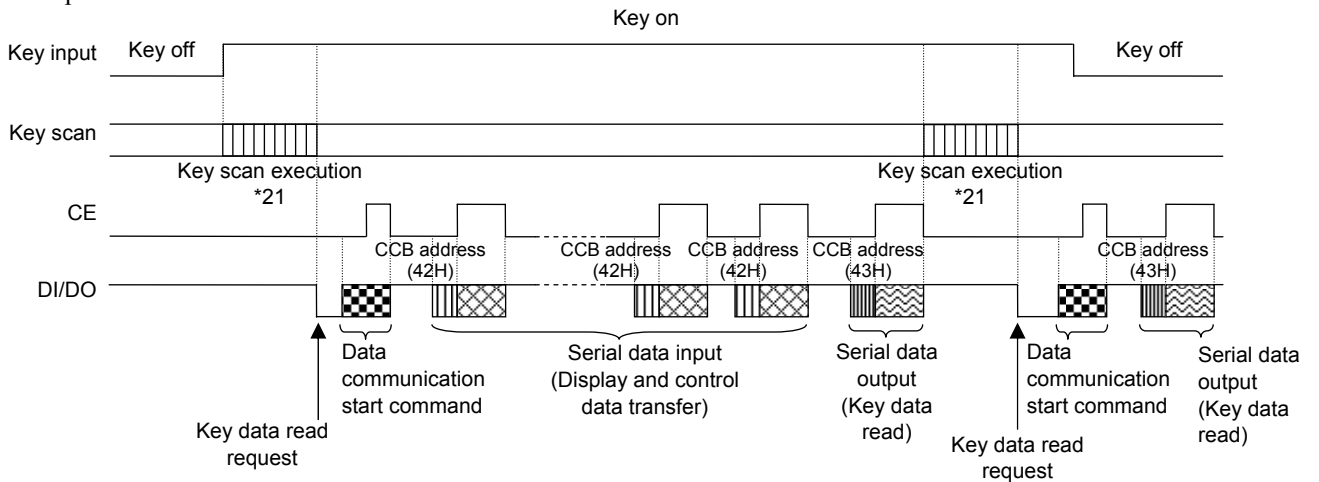 Key on
Key input
Key off
Key off
Key scan
Key scan execution
*21
Key scan execution
*21
CE
CCB address
(42H)
CCB address
(42H)
CCB address
(42H)
CCB address
(43H)
CCB address
(43H)
DI/DO
Data
communication
start command
Serial data input
(Display and control
data transfer)
Serial data
output
(Key data
read)
Data
communication
start command
Serial data
output
(Key data
read)
Key data read
request
Key data read
request